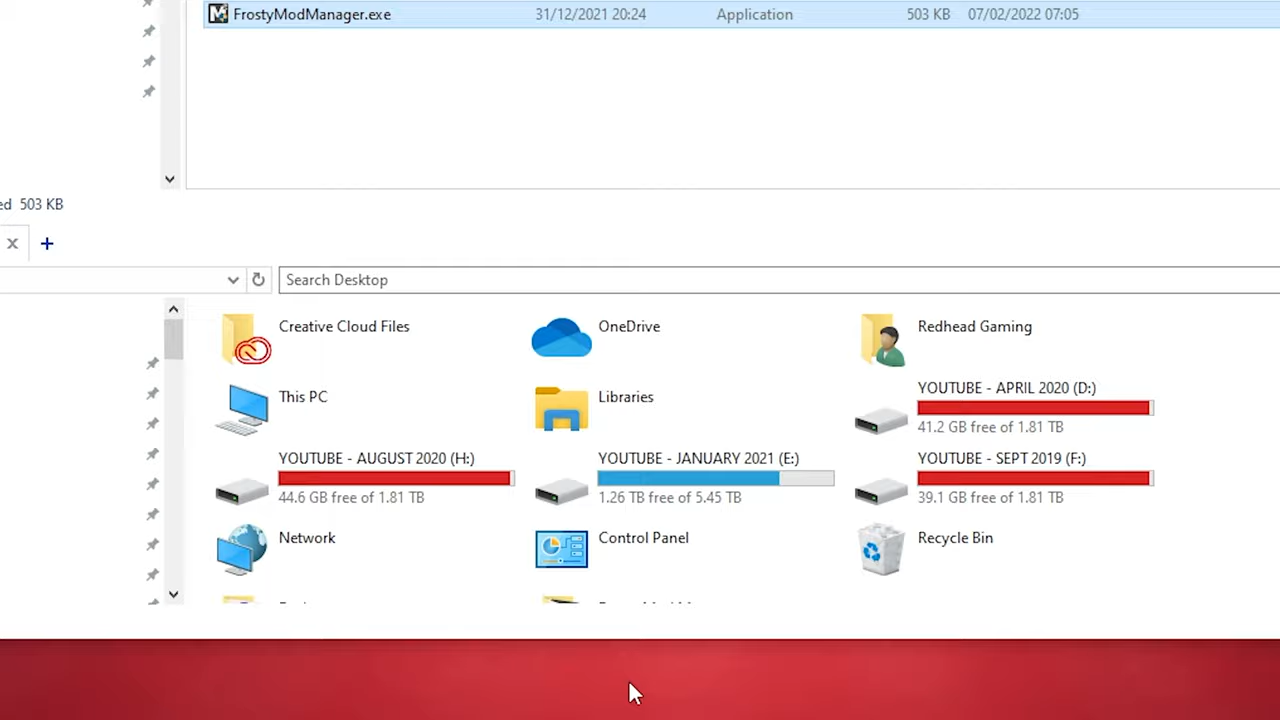 FrostyModManager.exe 31/12/2021 20:24 Application 503 KB 07/02/2022 07:05
ed 503 KB
Search Desktop
Creative Cloud Files OneDrive Redhead Gaming
This PC Libraries YOUTUBE - APRIL 2020 (D:)
41.2 GB free of 1.81 TB
YOUTUBE - AUGUST 2020 (H:) YOUTUBE - JANUARY 2021 (E:) YOUTUBE - SEPT 2019 (F:)
44.6 GB free of 1.81 TB 1.26 TB free of 5.45 TB 39.1 GB free of 1.81 TB
Network Control Panel Recycle Bin